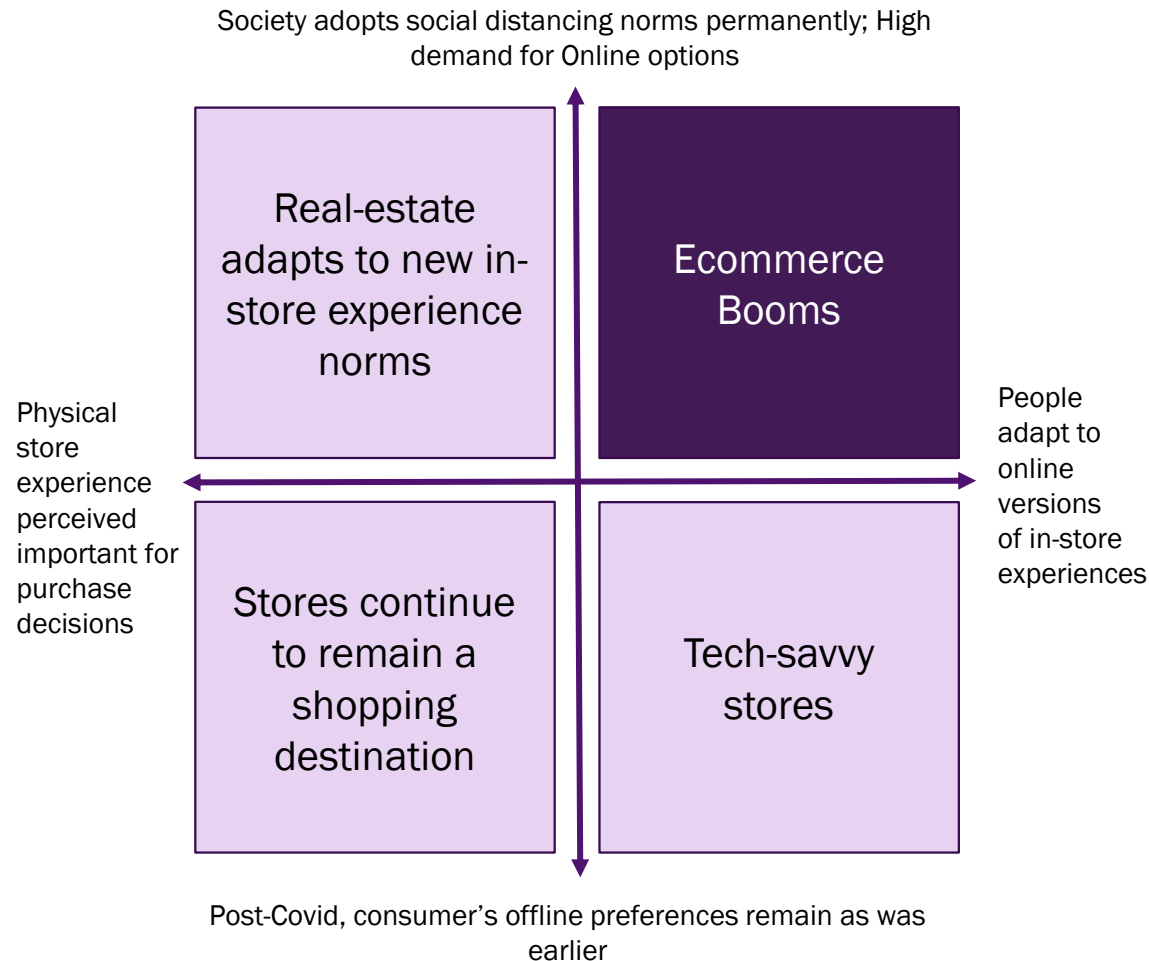 Society adopts social distancing norms permanently; High
demand for Online options
Real-estate
adapts to new in-
store experience
norms
Ecommerce
Booms
Physical
store
experience
perceived
important for
purchase
decisions
People
adapt to
online
versions
of in-store
experiences
Stores continue
to remain a
shopping
destination
Tech-savvy
stores
Post-Covid, consumer’s offline preferences remain as was
earlier